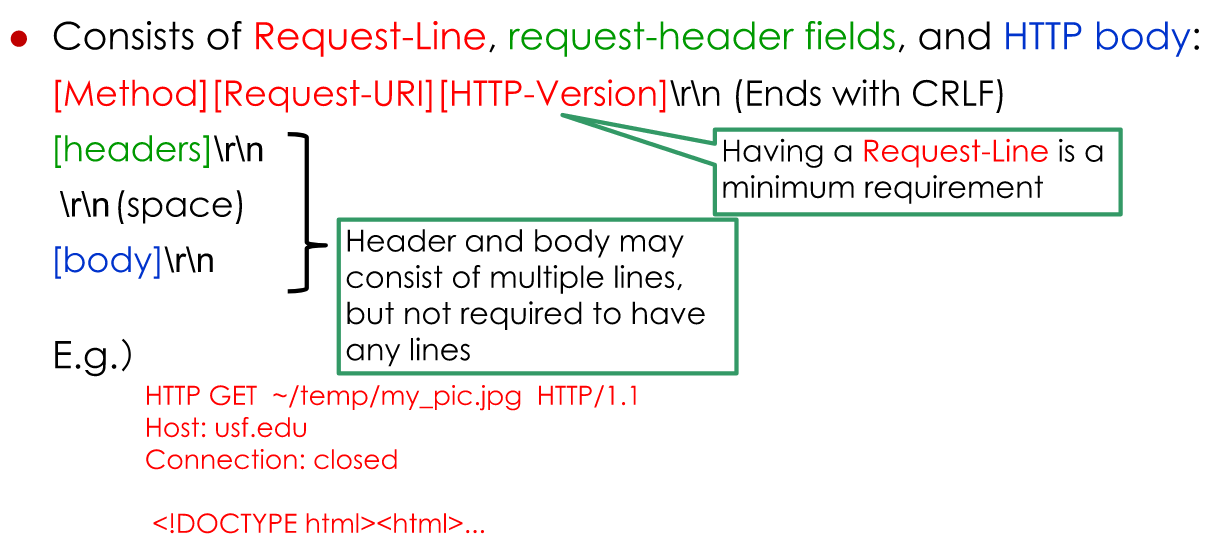 • Consists of Request-Line, request-header fields, and HTTP body:
[Method][Request-URI][HTTP-Version]\r\n (Ends with CRLF)
[headers]\r\n
\r\n(space)
[body]\r\n
Having a Request-Line is a
minimum requirement
Header and body may
consist of multiple lines,
but not required to have
any lines
E.g.)
HTTP GET ~/temp/my_pic.jpg HTTP/1.1
Host: usf.edu
Connection: closed
<!DOCTYPE html><html>...